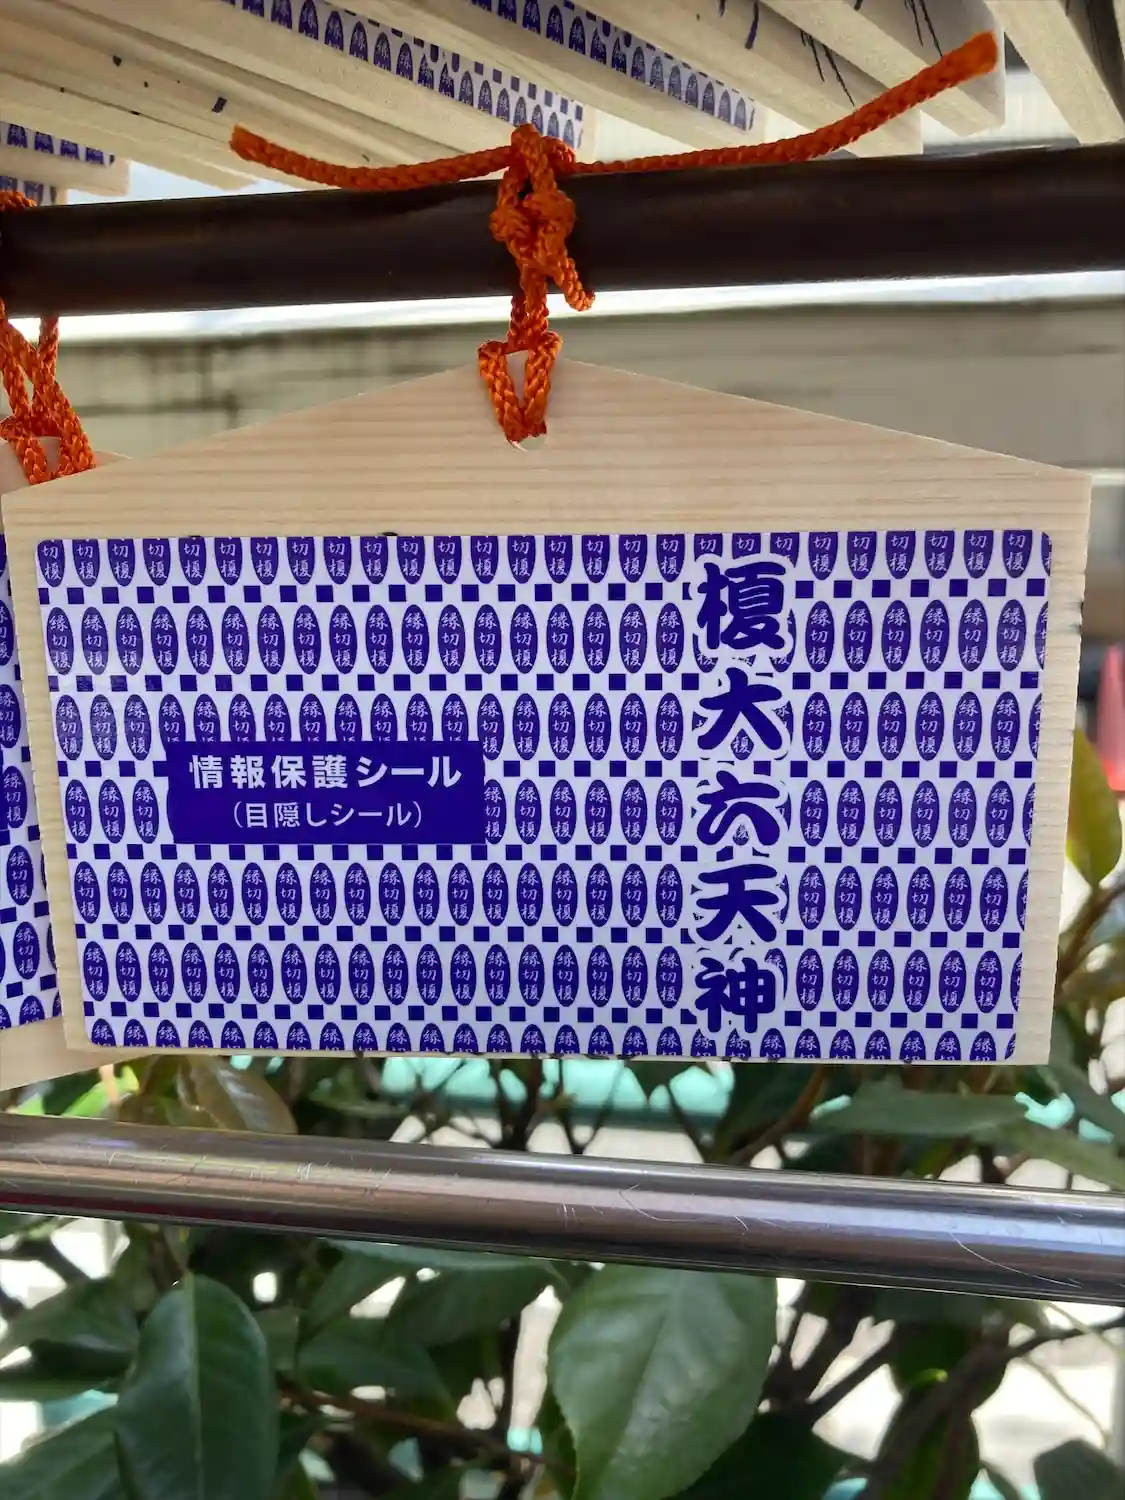 榎大六天神
情報保護シール
（目隠しシール）
縁切榎